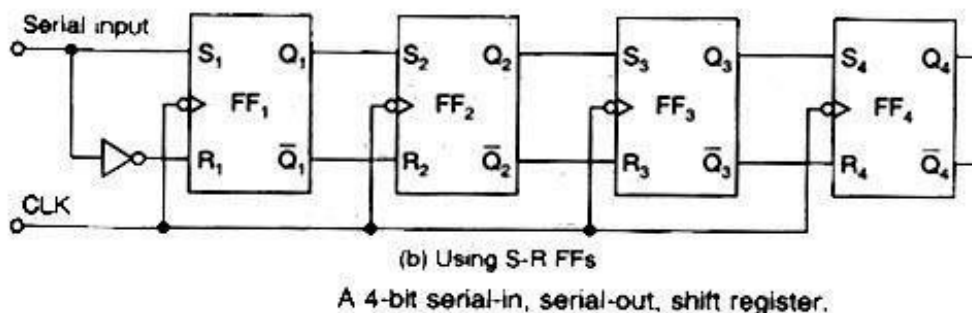 Serial input
S₁ Q₁ S₂ Q₂ S₃ Q₃ S₄ Q₄
FF₁ FF₂ FF₃ FF₄
R₁ Q̄₁ R₂ Q̄₂ R₃ Q̄₃ R₄ Q̄₄
CLK
(b) Using S-R FFs
A 4-bit serial-in, serial-out, shift register.